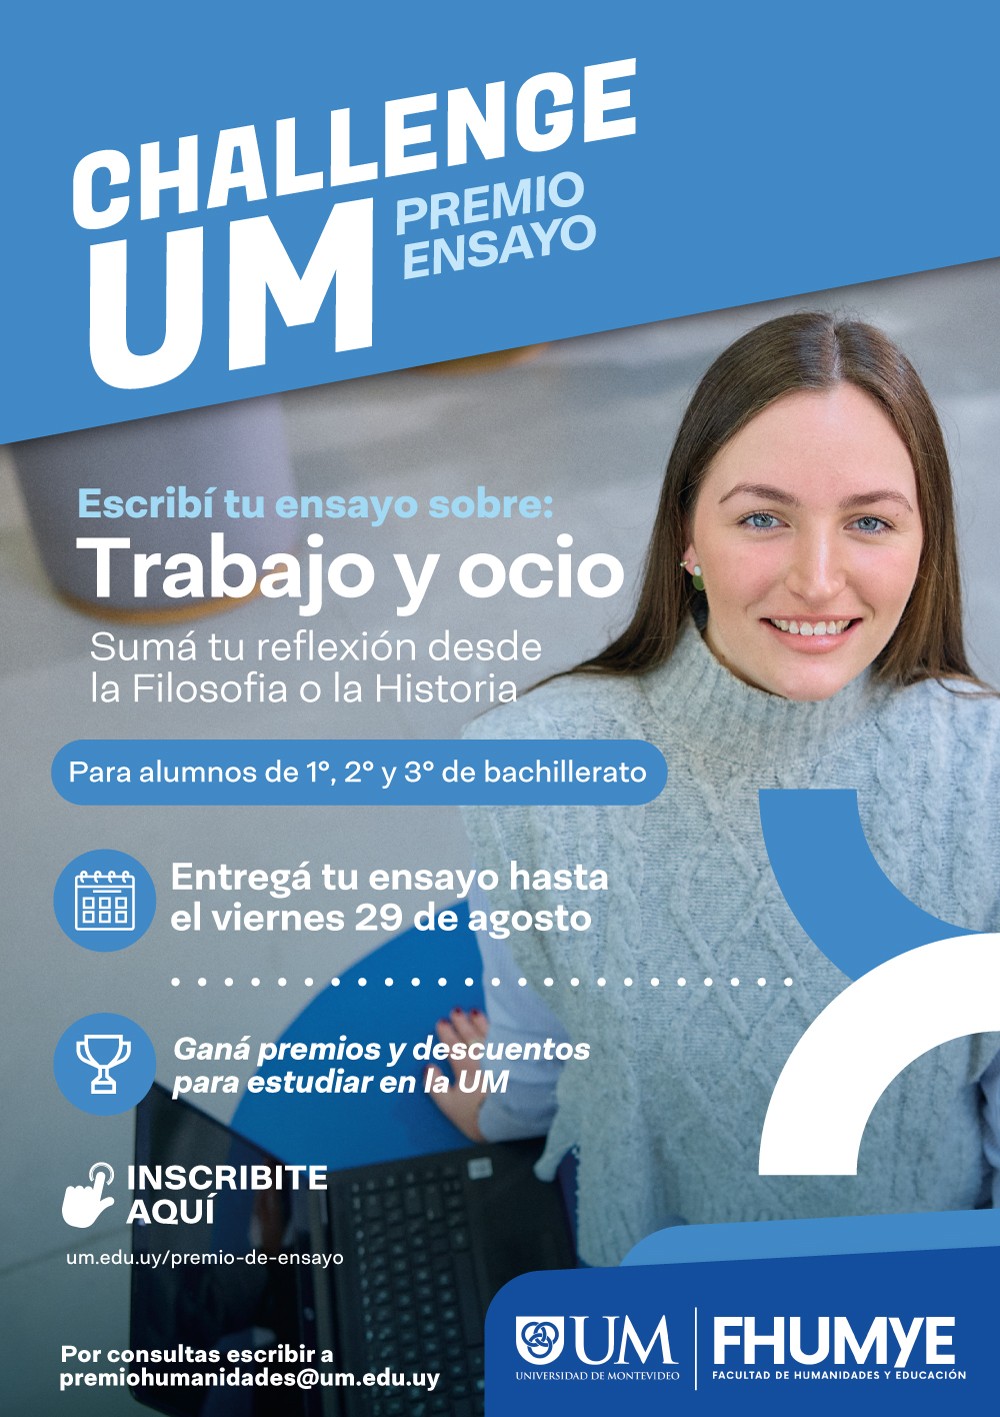 CHALLENGE
UM
PREMIO
ENSAYO
Escribí tu ensayo sobre:
Trabajo y ocio
Sumá tu reflexión desde
la Filosofia o la Historia
Para alumnos de 1°, 2° y 3° de bachillerato
Entregá tu ensayo hasta
el viernes 29 de agosto
Ganá premios y descuentos
para estudiar en la UM
INSCRIBITE
AQUÍ
um.edu.uy/premio-de-ensayo
Por consultas escribir a
premiohumanidades@um.edu.uy
UM
UNIVERSIDAD DE MONTEVIDEO
FHUMYE
FACULTAD DE HUMANIDADES Y EDUCACIÓN